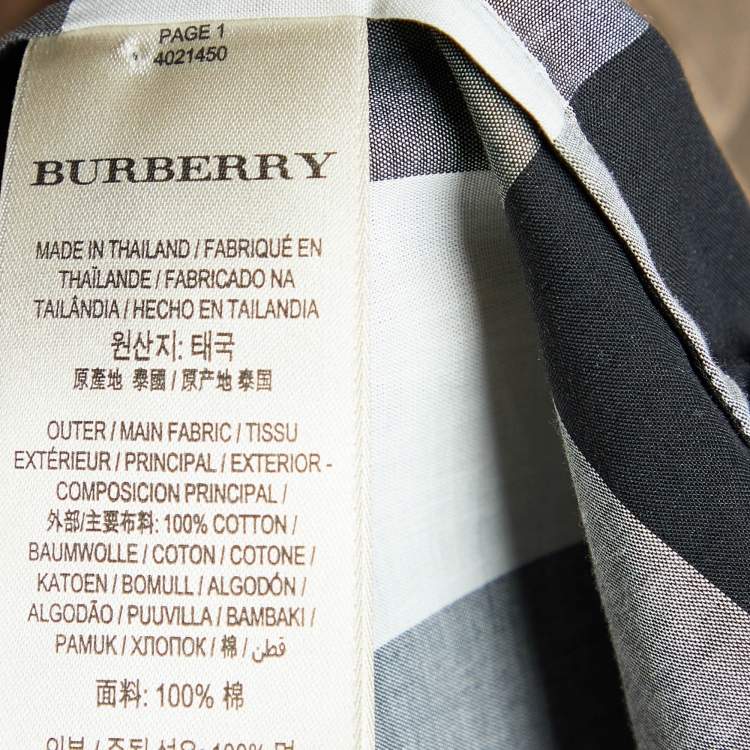 PAGE 1
4021450
BURBERRY
MADE IN THAILAND / FABRIQUÉ EN
THAÏLANDE / FABRICADO NA
TAILÂNDIA / HECHO EN TAILANDIA
원산지: 태국
原產地 泰國 / 原产地 泰国
OUTER / MAIN FABRIC / TISSU
EXTÉRIEUR / PRINCIPAL / EXTERIOR -
COMPOSICION PRINCIPAL /
外部/主要布料: 100% COTTON /
BAUMWOLLE / COTON / COTONE /
KATOEN / BOMULL / ALGODÓN /
ALGODÃO / PUUVILLA / BAMBAKI /
PAMUK / ХЛОПОК / 棉 / قطن
面料: 100% 棉
100% 면